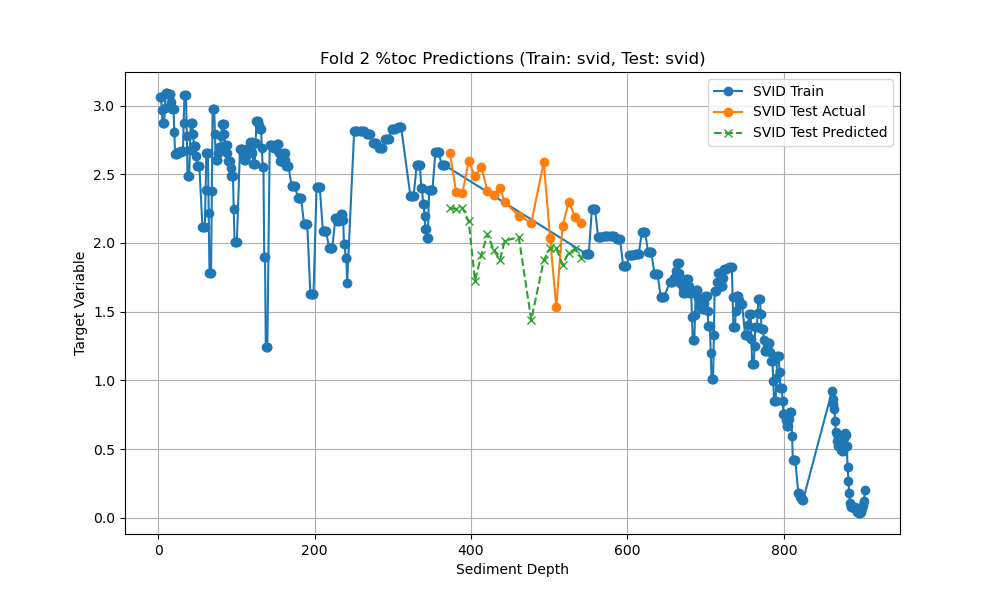 Fold 2 %toc Predictions (Train: svid, Test: svid)
SVID Train
SVID Test Actual
SVID Test Predicted
Target Variable
3.0
2.5
2.0
1.5
1.0
0.5
0.0
0
200
400
600
800
Sediment Depth